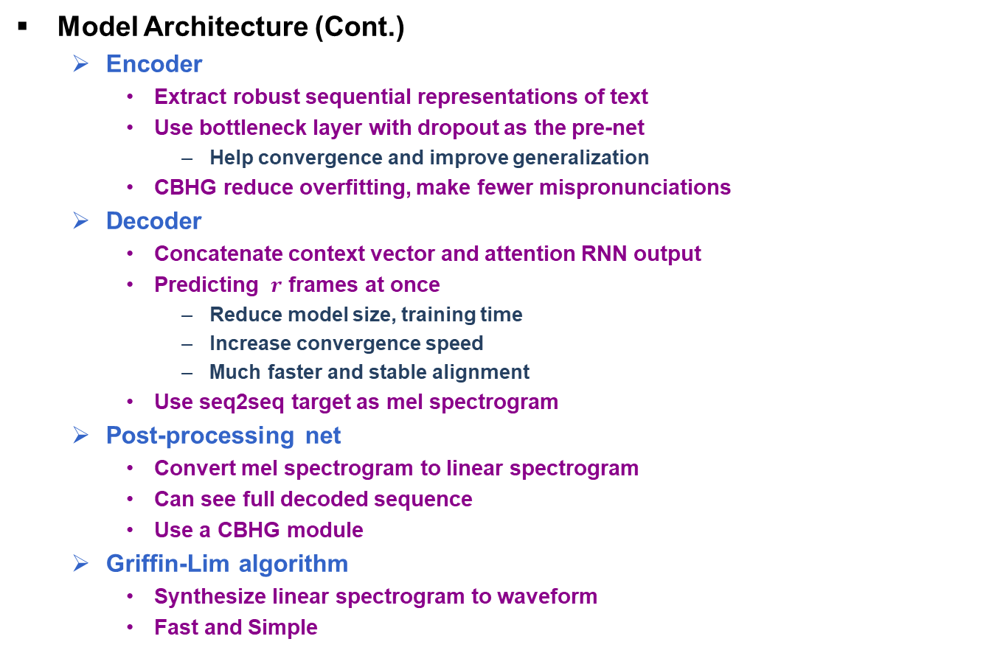 ▪ Model Architecture (Cont.)
➢ Encoder
• Extract robust sequential representations of text
• Use bottleneck layer with dropout as the pre-net
– Help convergence and improve generalization
• CBHG reduce overfitting, make fewer mispronunciations
➢ Decoder
• Concatenate context vector and attention RNN output
• Predicting r frames at once
– Reduce model size, training time
– Increase convergence speed
– Much faster and stable alignment
• Use seq2seq target as mel spectrogram
➢ Post-processing net
• Convert mel spectrogram to linear spectrogram
• Can see full decoded sequence
• Use a CBHG module
➢ Griffin-Lim algorithm
• Synthesize linear spectrogram to waveform
• Fast and Simple